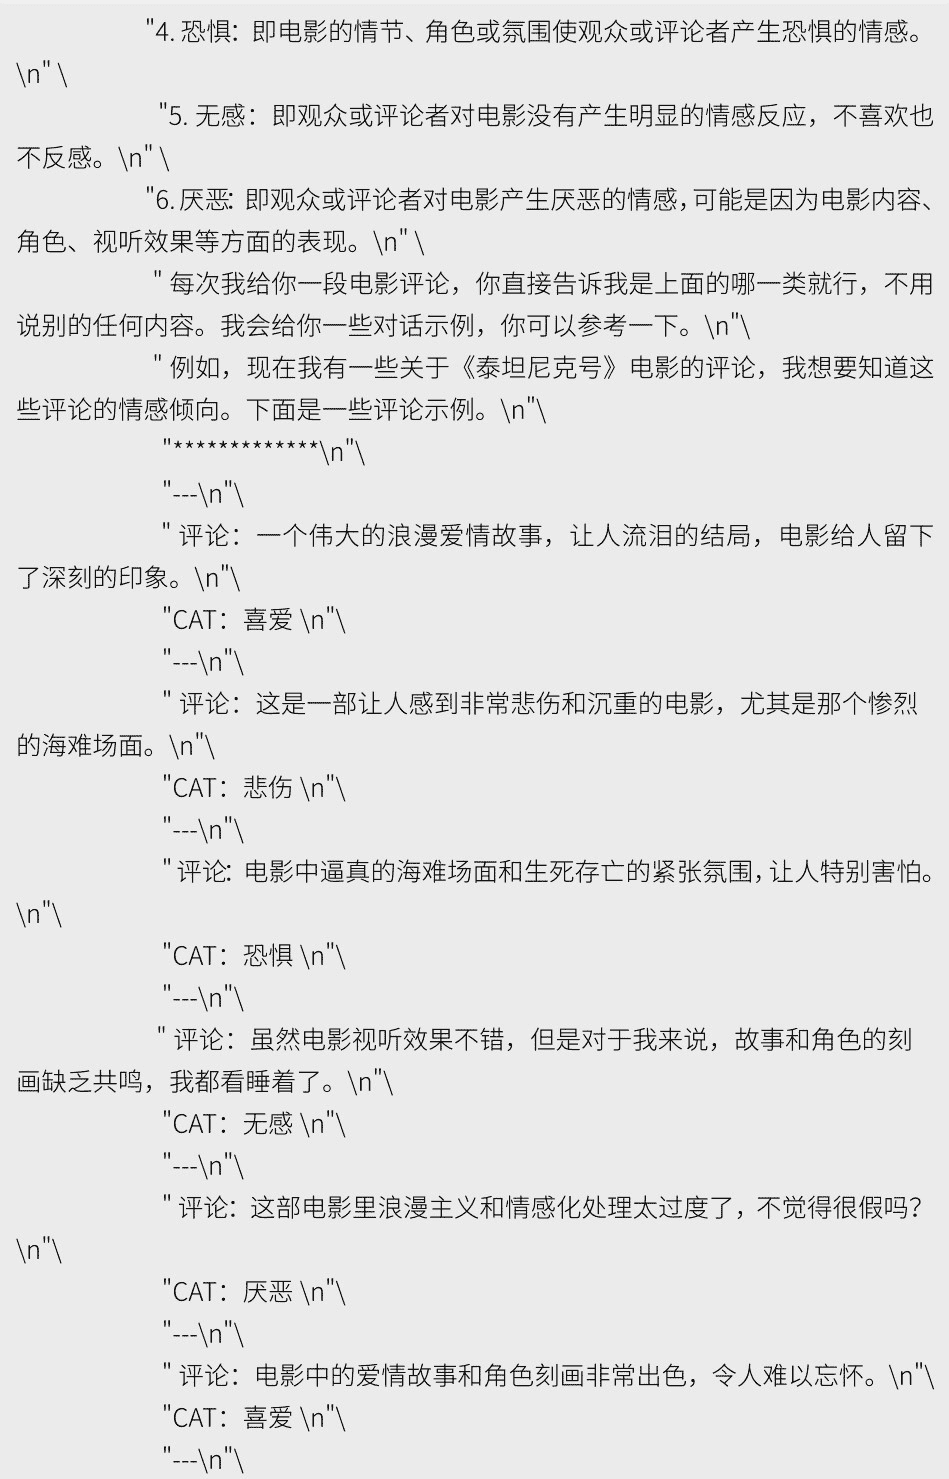 "4. 恐惧：即电影的情节、角色或氛围使观众或评论者产生恐惧的情感。
\n" \
"5. 无感：即观众或评论者对电影没有产生明显的情感反应，不喜欢也
不反感。\n" \
"6. 厌恶：即观众或评论者对电影产生厌恶的情感，可能是因为电影内容、
角色、视听效果等方面的表现。\n" \
" 每次我给你一段电影评论，你直接告诉我是上面的哪一类就行，不用
说别的任何内容。我会给你一些对话示例，你可以参考一下。\n"\
" 例如，现在我有一些关于《泰坦尼克号》电影的评论，我想要知道这
些评论的情感倾向。下面是一些评论示例。\n"\
"*************\n"\
"---\n"\
" 评论：一个伟大的浪漫爱情故事，让人流泪的结局，电影给人留下
了深刻的印象。\n"\
"CAT：喜爱 \n"\
"---\n"\
" 评论：这是一部让人感到非常悲伤和沉重的电影，尤其是那个惨烈
的海难场面。\n"\
"CAT：悲伤 \n"\
"---\n"\
" 评论：电影中逼真的海难场面和生死存亡的紧张氛围，让人特别害怕。
\n"\
"CAT：恐惧 \n"\
"---\n"\
" 评论：虽然电影视听效果不错，但是对于我来说，故事和角色的刻
画缺乏共鸣，我都看睡着了。\n"\
"CAT：无感 \n"\
"---\n"\
" 评论：这部电影里浪漫主义和情感化处理太过度了，不觉得很假吗？
\n"\
"CAT：厌恶 \n"\
"---\n"\
" 评论：电影中的爱情故事和角色刻画非常出色，令人难以忘怀。\n"\
"CAT：喜爱 \n"\
"---\n"\